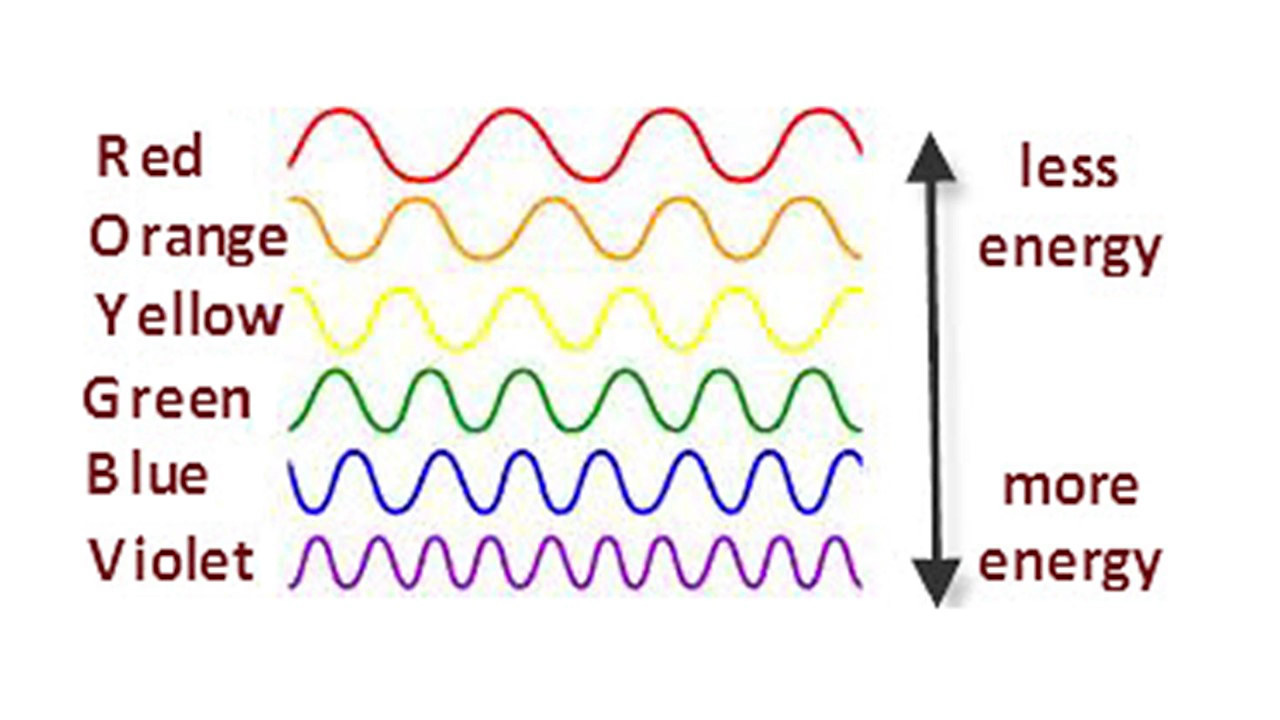 Red
Orange
Yellow
Green
Blue
Violet
less
energy
more
energy